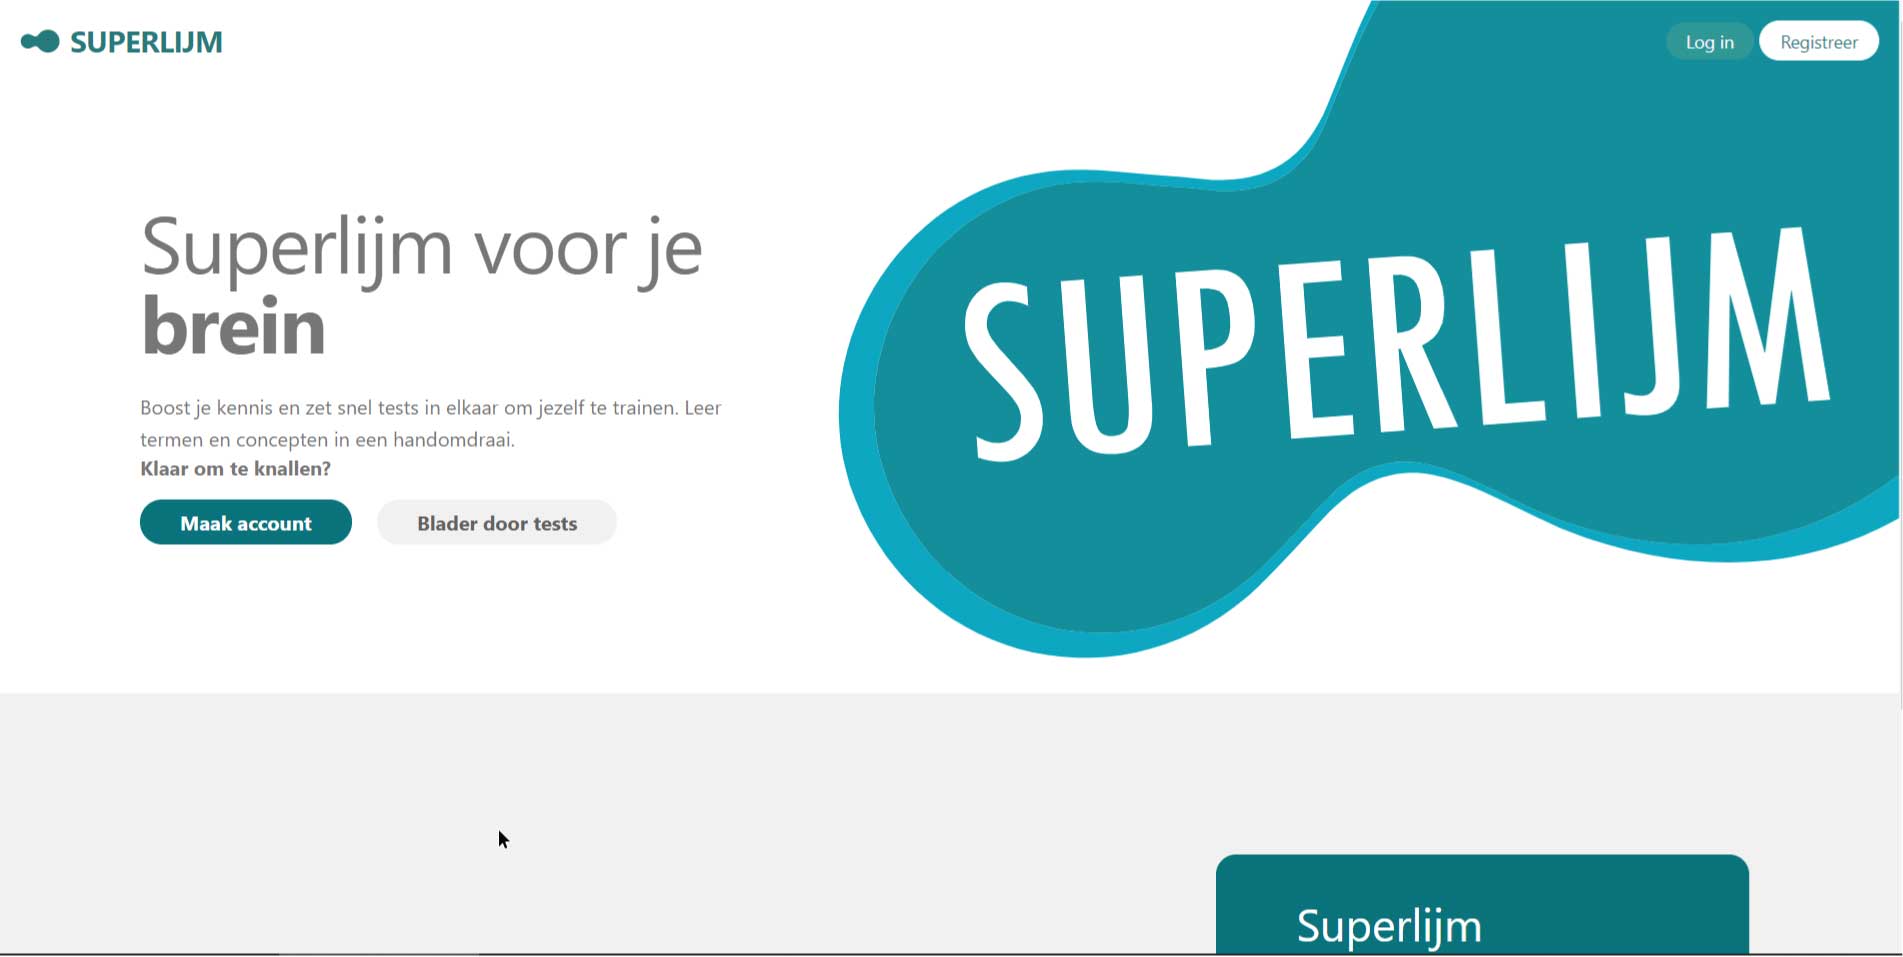 SUPERLIJM
Log in
Registreer
Superlijm voor je
brein
Boost je kennis en zet snel tests in elkaar om jezelf te trainen. Leer
termen en concepten in een handomdraai.
Klaar om te knallen?
Maak account
Blader door tests
SUPERLIJM
Superlijm